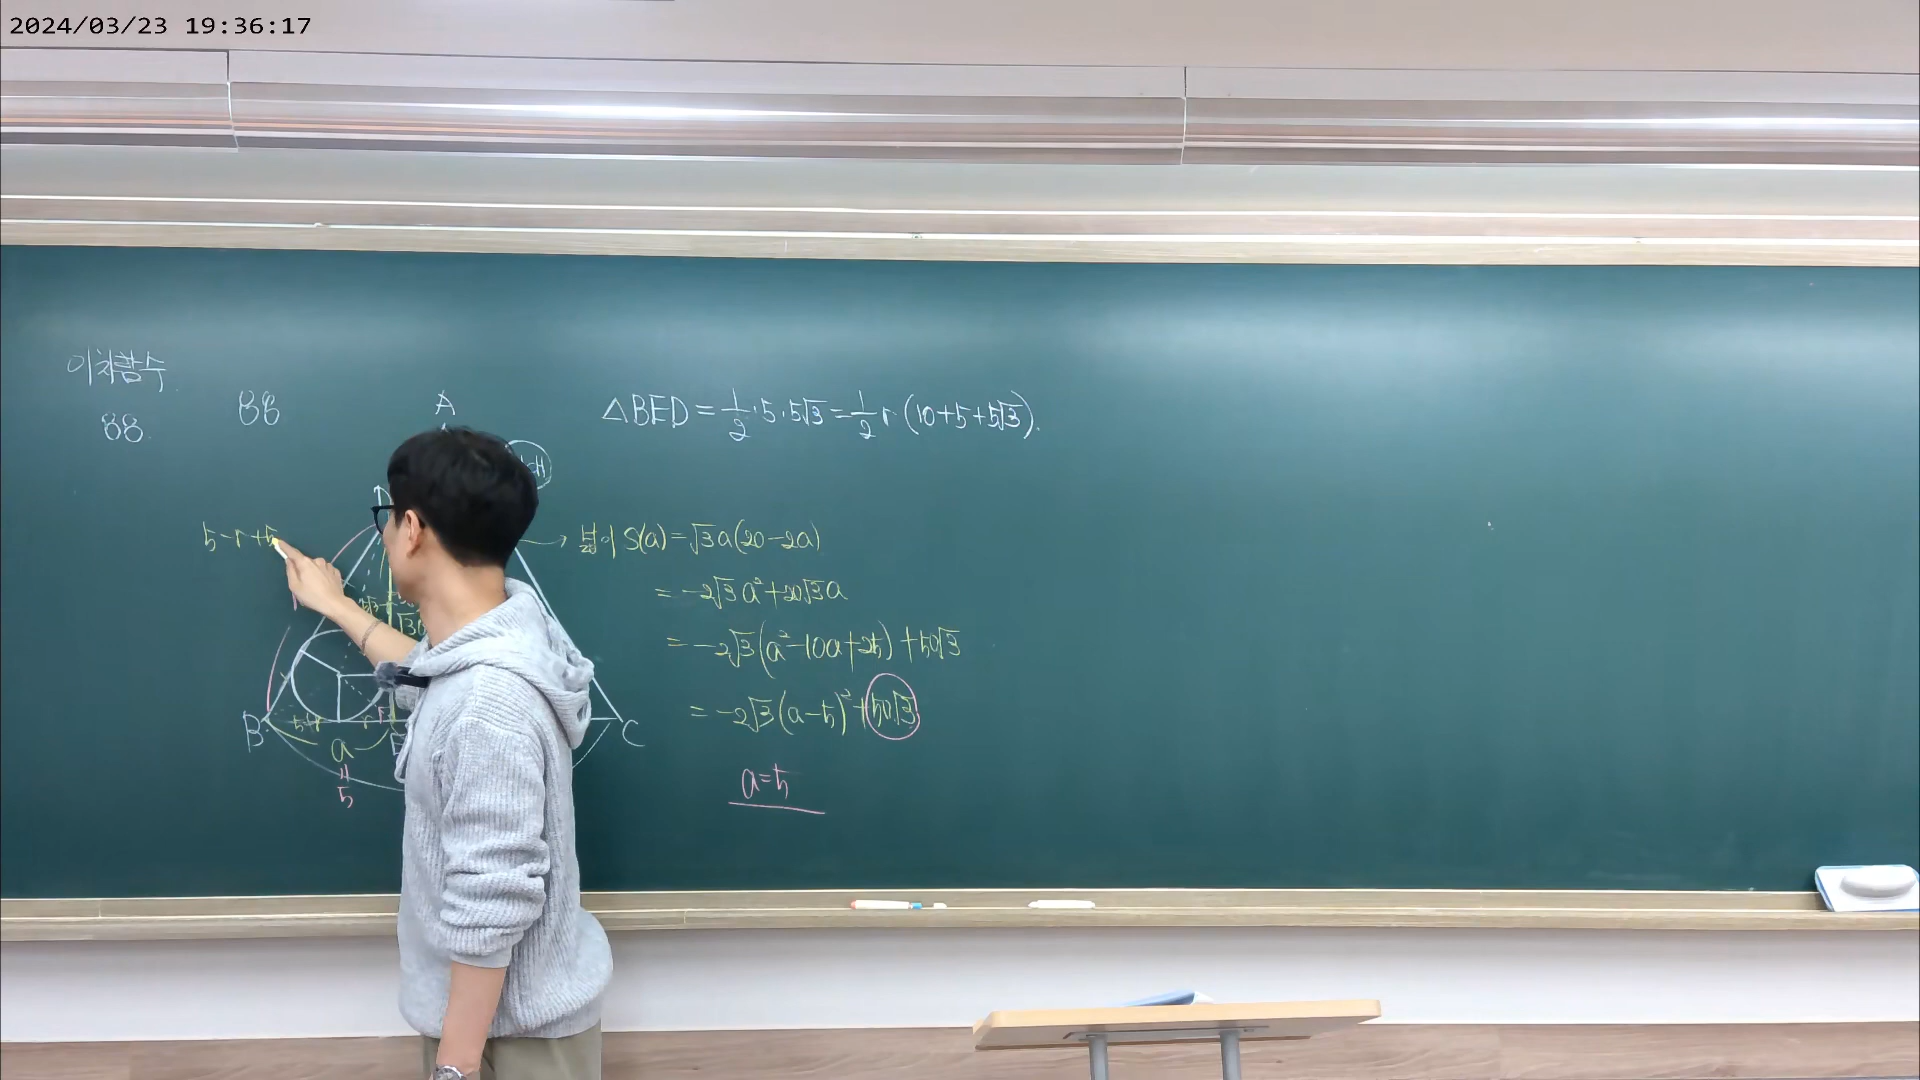 2024/03/23 19:36:17
이차함수
88.
88
A
△BED = 1/2 · 5 · 5√3 = 1/2 r (10+5+5√3).
D
5-r+5
넓이 S(a) = √3a(20-2a)
= -2√3a²+20√3a
= -2√3(a²-10a+25)+50√3
= -2√3(a-5)²+50√3
B
5-r
r
C
a
5
a=5